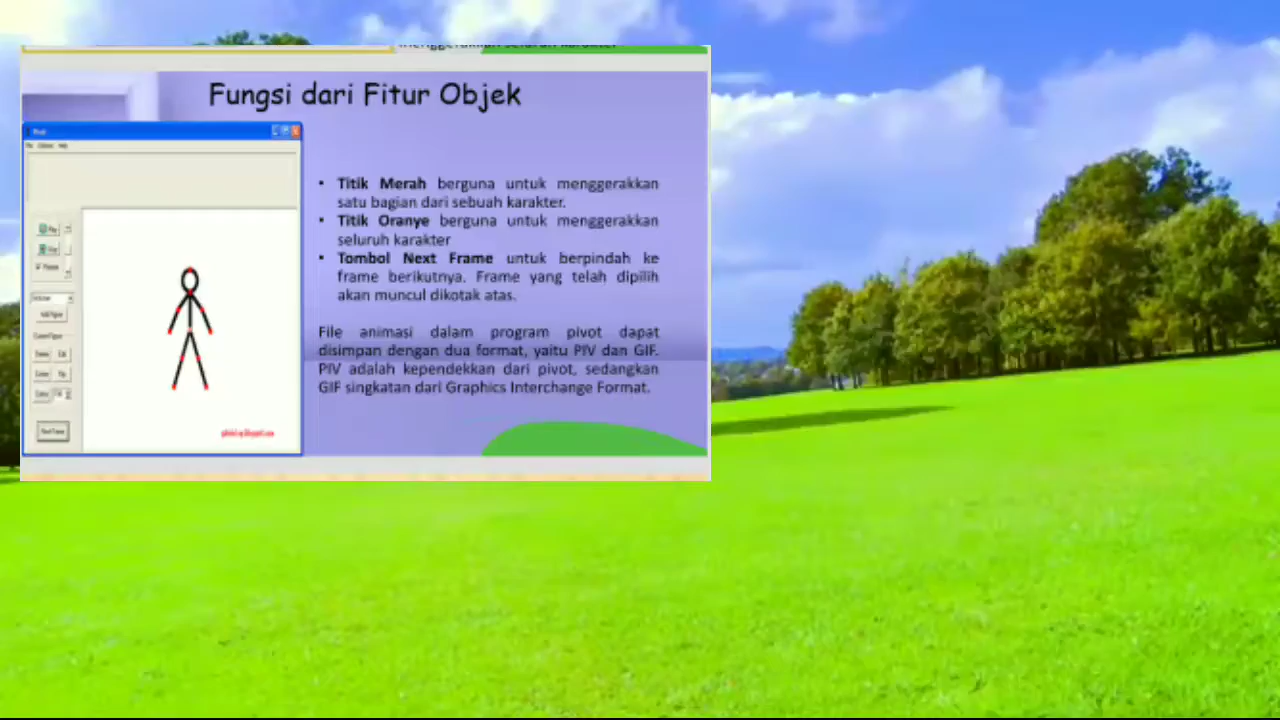 menggerakkan seluruh karakter
Fungsi dari Fitur Objek
• Titik Merah berguna untuk menggerakkan
satu bagian dari sebuah karakter.
• Titik Oranye berguna untuk menggerakkan
seluruh karakter
• Tombol Next Frame untuk berpindah ke
frame berikutnya. Frame yang telah dipilih
akan muncul dikotak atas.
File animasi dalam program pivot dapat
disimpan dengan dua format, yaitu PIV dan GIF.
PIV adalah kependekkan dari pivot, sedangkan
GIF singkatan dari Graphics Interchange Format.